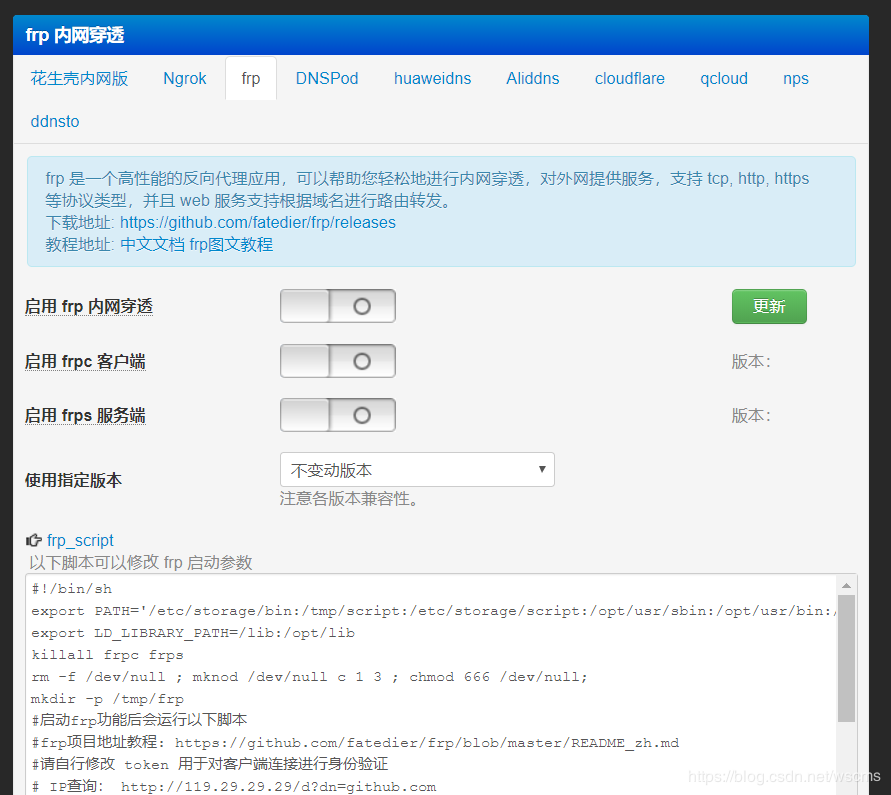 frp 内网穿透
花生壳内网版 Ngrok frp DNSPod huaweidns Aliddns cloudflare qcloud nps
ddnsto
frp 是一个高性能的反向代理应用，可以帮助您轻松地进行内网穿透，对外网提供服务，支持 tcp, http, https
等协议类型，并且 web 服务支持根据域名进行路由转发。
下载地址: https://github.com/fatedier/frp/releases
教程地址: 中文文档 frp图文教程
启用 frp 内网穿透 更新
启用 frpc 客户端 版本：
启用 frps 服务端 版本：
使用指定版本 不变动版本
注意各版本兼容性。
frp_script
以下脚本可以修改 frp 启动参数
#!/bin/sh
export PATH='/etc/storage/bin:/tmp/script:/etc/storage/script:/opt/usr/sbin:/opt/usr/bin:/
export LD_LIBRARY_PATH=/lib:/opt/lib
killall frpc frps
rm -f /dev/null ; mknod /dev/null c 1 3 ; chmod 666 /dev/null;
mkdir -p /tmp/frp
#启动frp功能后会运行以下脚本
#frp项目地址教程: https://github.com/fatedier/frp/blob/master/README_zh.md
#请自行修改 token 用于对客户端连接进行身份验证
# IP查询： http://119.29.29.29/d?dn=github.com
https://blog.csdn.net/wscms